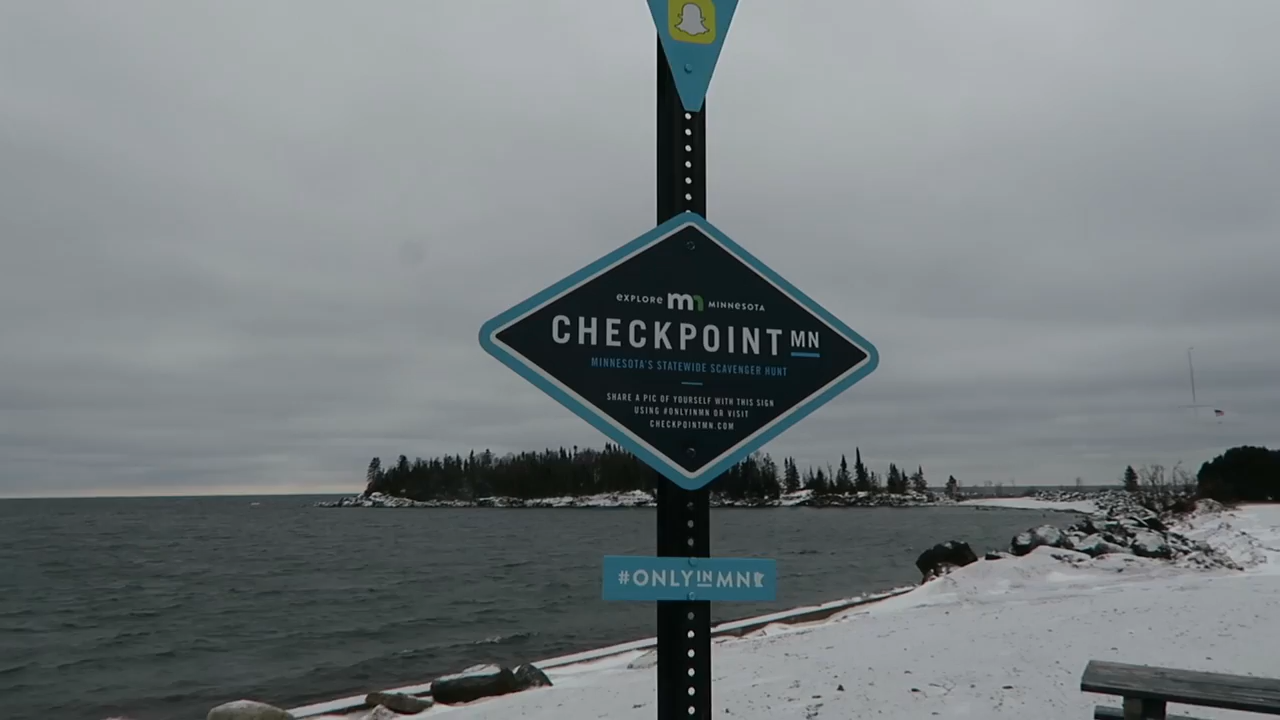 EXPLORE mn MINNESOTA
CHECKPOINT MN
MINNESOTA'S STATEWIDE SCAVENGER HUNT
SHARE A PIC OF YOURSELF WITH THIS SIGN
USING #ONLYINMN OR VISIT
CHECKPOINTMN.COM
#ONLYINMN